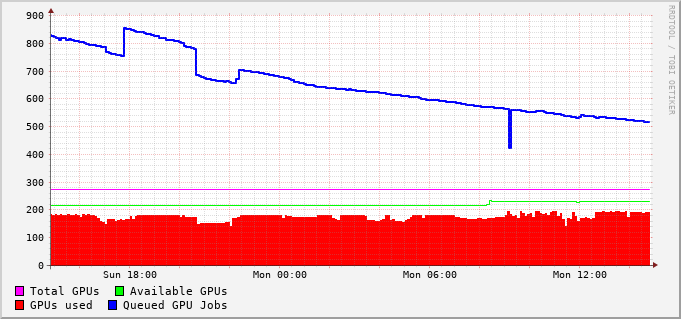 900
800
700
600
500
400
300
200
100
0
Sun 18:00 Mon 00:00 Mon 06:00 Mon 12:00
Total GPUs Available GPUs
GPUs used Queued GPU Jobs
RRDTOOL / TOBI OETIKER